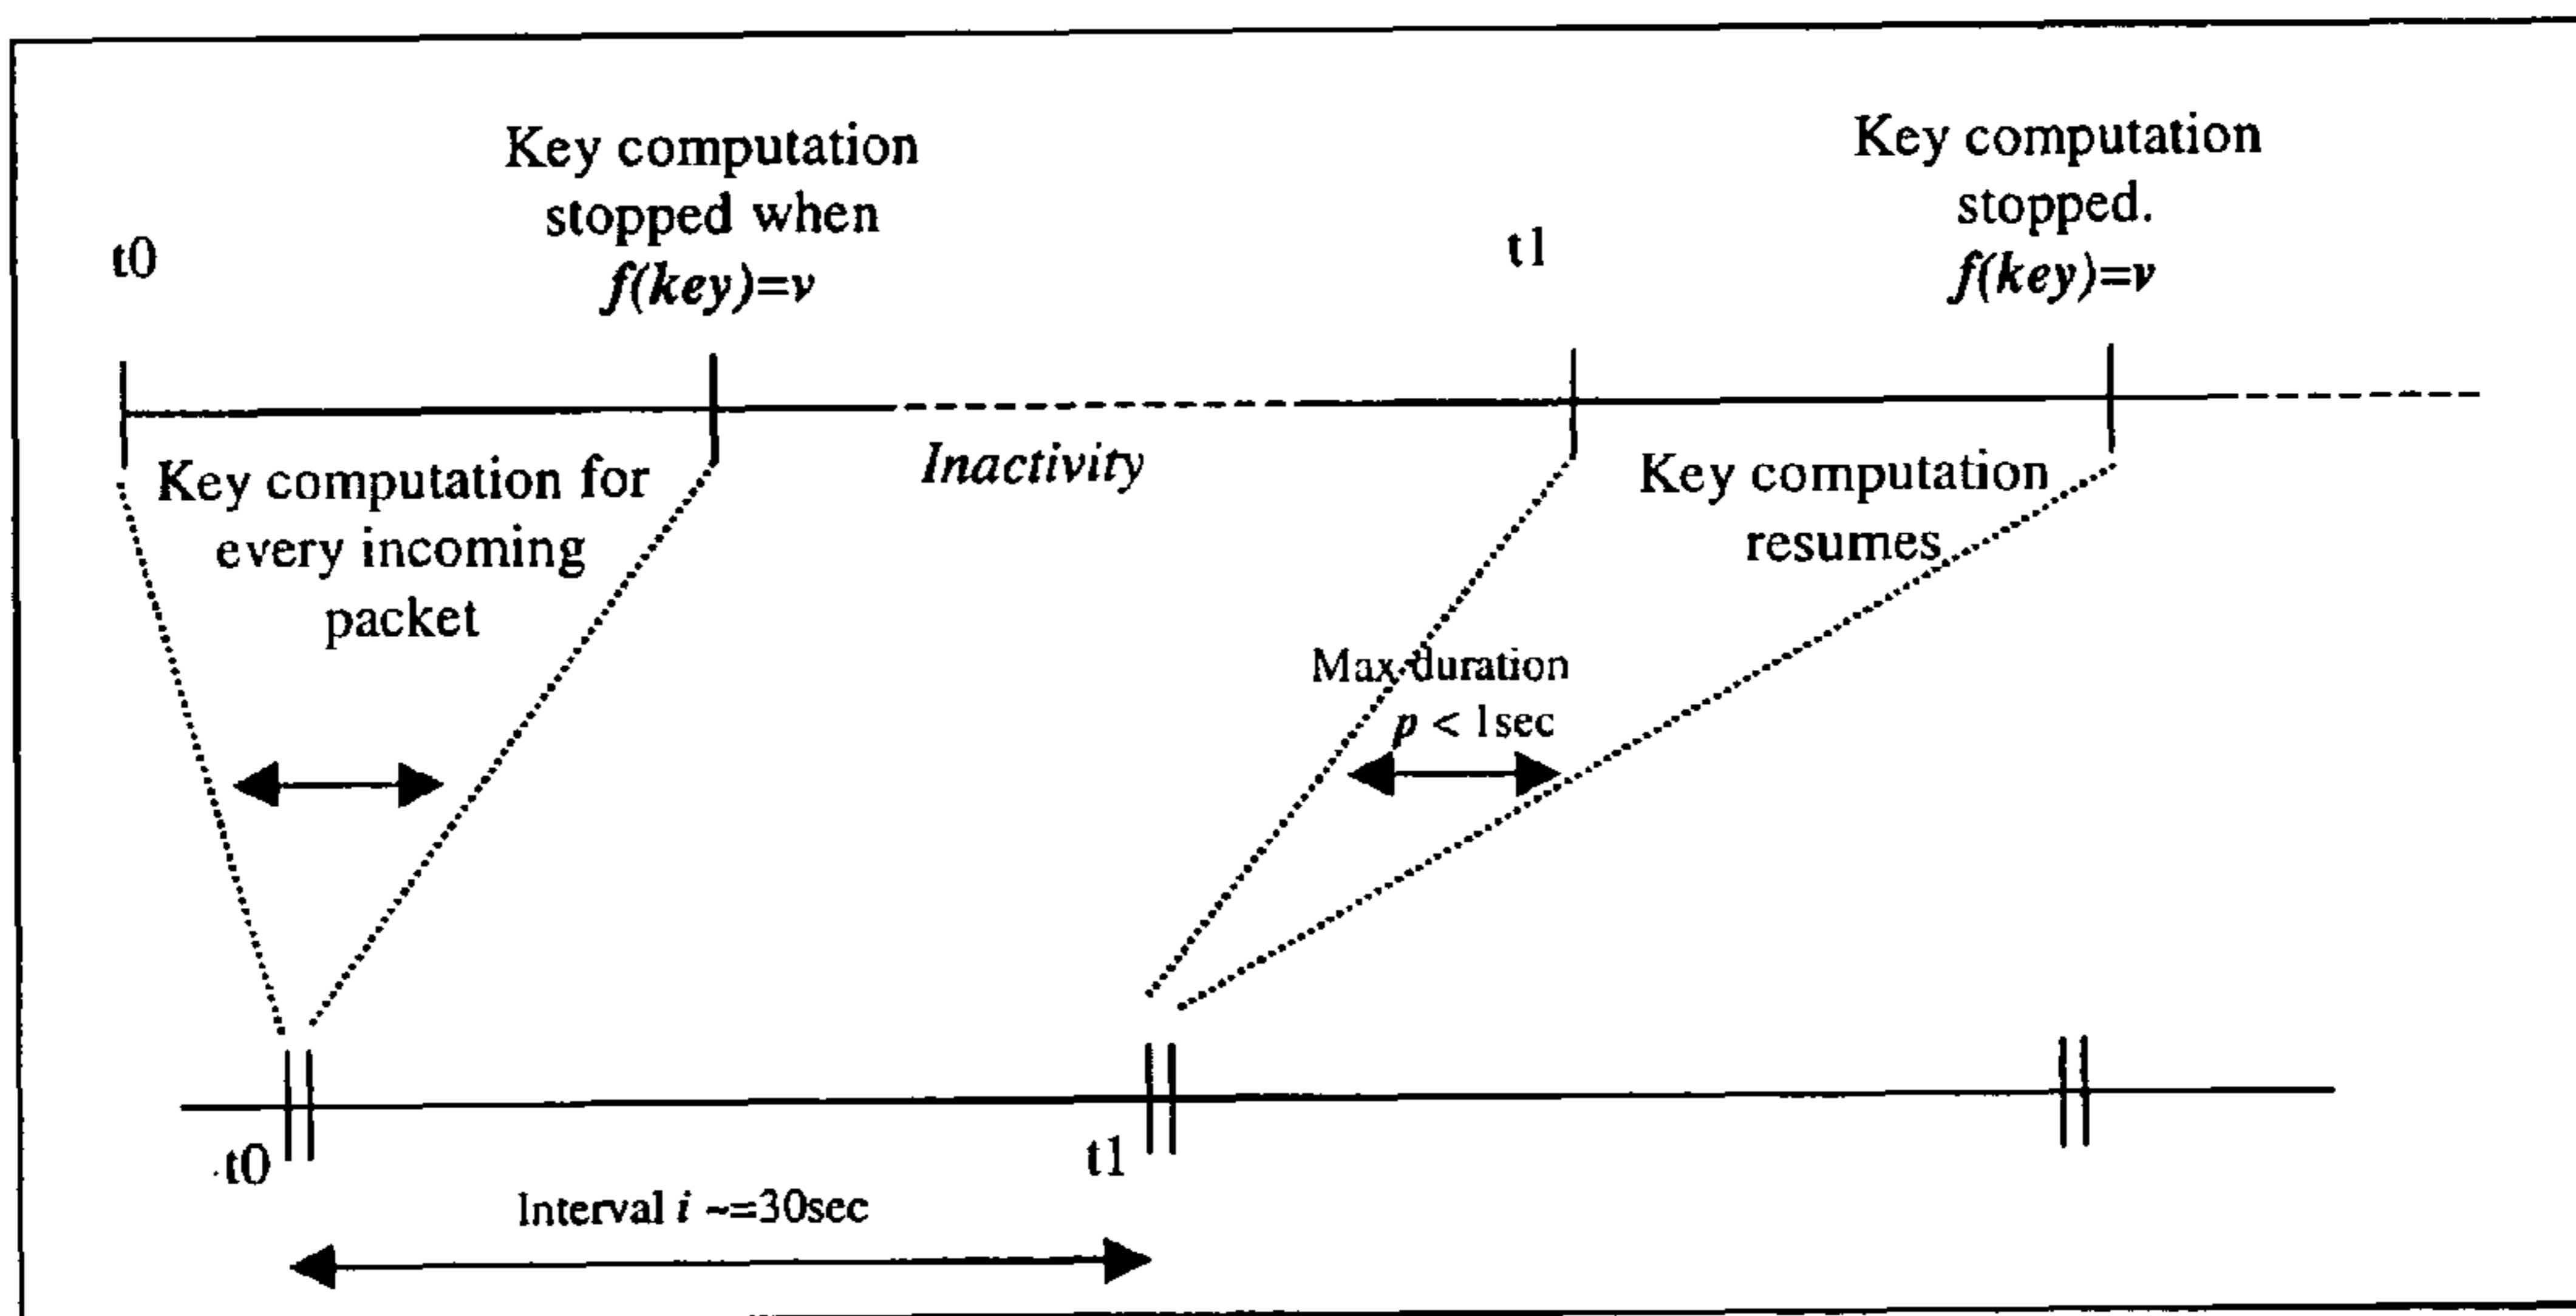 Key computation
stopped when
f(key)=v
Key computation
stopped.
f(key)=v
t0
t1
Inactivity
Key computation for
every incoming
packet
Key computation
resumes
Max duration
p < 1sec
t0
t1
Interval i ~=30sec